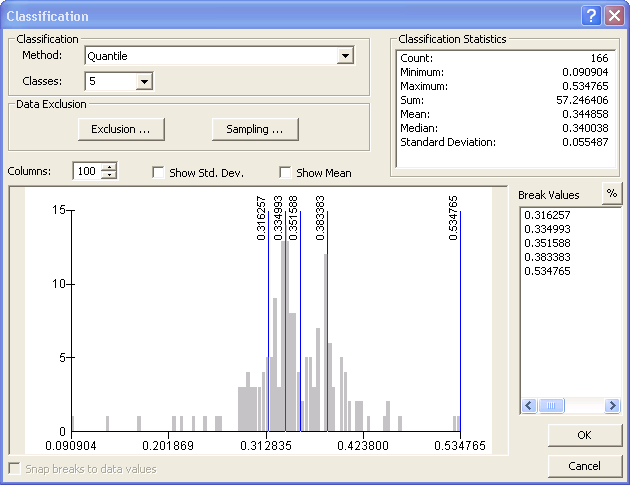 Classification
Classification
Method: Quantile
Classes: 5
Data Exclusion
Exclusion ...
Sampling ...
Classification Statistics
Count: 166
Minimum: 0.090904
Maximum: 0.534765
Sum: 57.246406
Mean: 0.344858
Median: 0.340038
Standard Deviation: 0.055487
Columns: 100
Show Std. Dev.
Show Mean
Break Values
%
0.316257
0.334993
0.351588
0.383383
0.534765
0.316257
0.334993
0.351588
0.383383
0.534765
15
10
5
0
0.090904 0.201869 0.312835 0.423800 0.534765
Snap breaks to data values
OK
Cancel